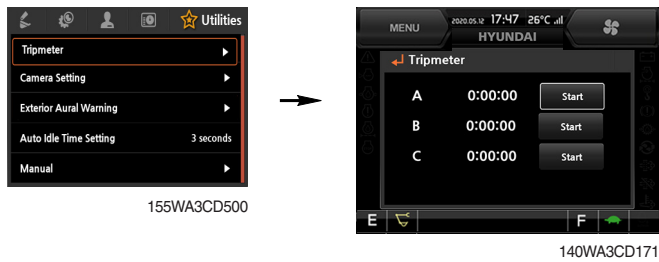 Utilities
Tripmeter
Camera Setting
Exterior Aural Warning
Auto Idle Time Setting 3 seconds
Manual
155WA3CD500
MENU 2020.05.12 17:47 26°C
HYUNDAI
Tripmeter
A 0:00:00 Start
B 0:00:00 Start
C 0:00:00 Start
E F
140WA3CD171